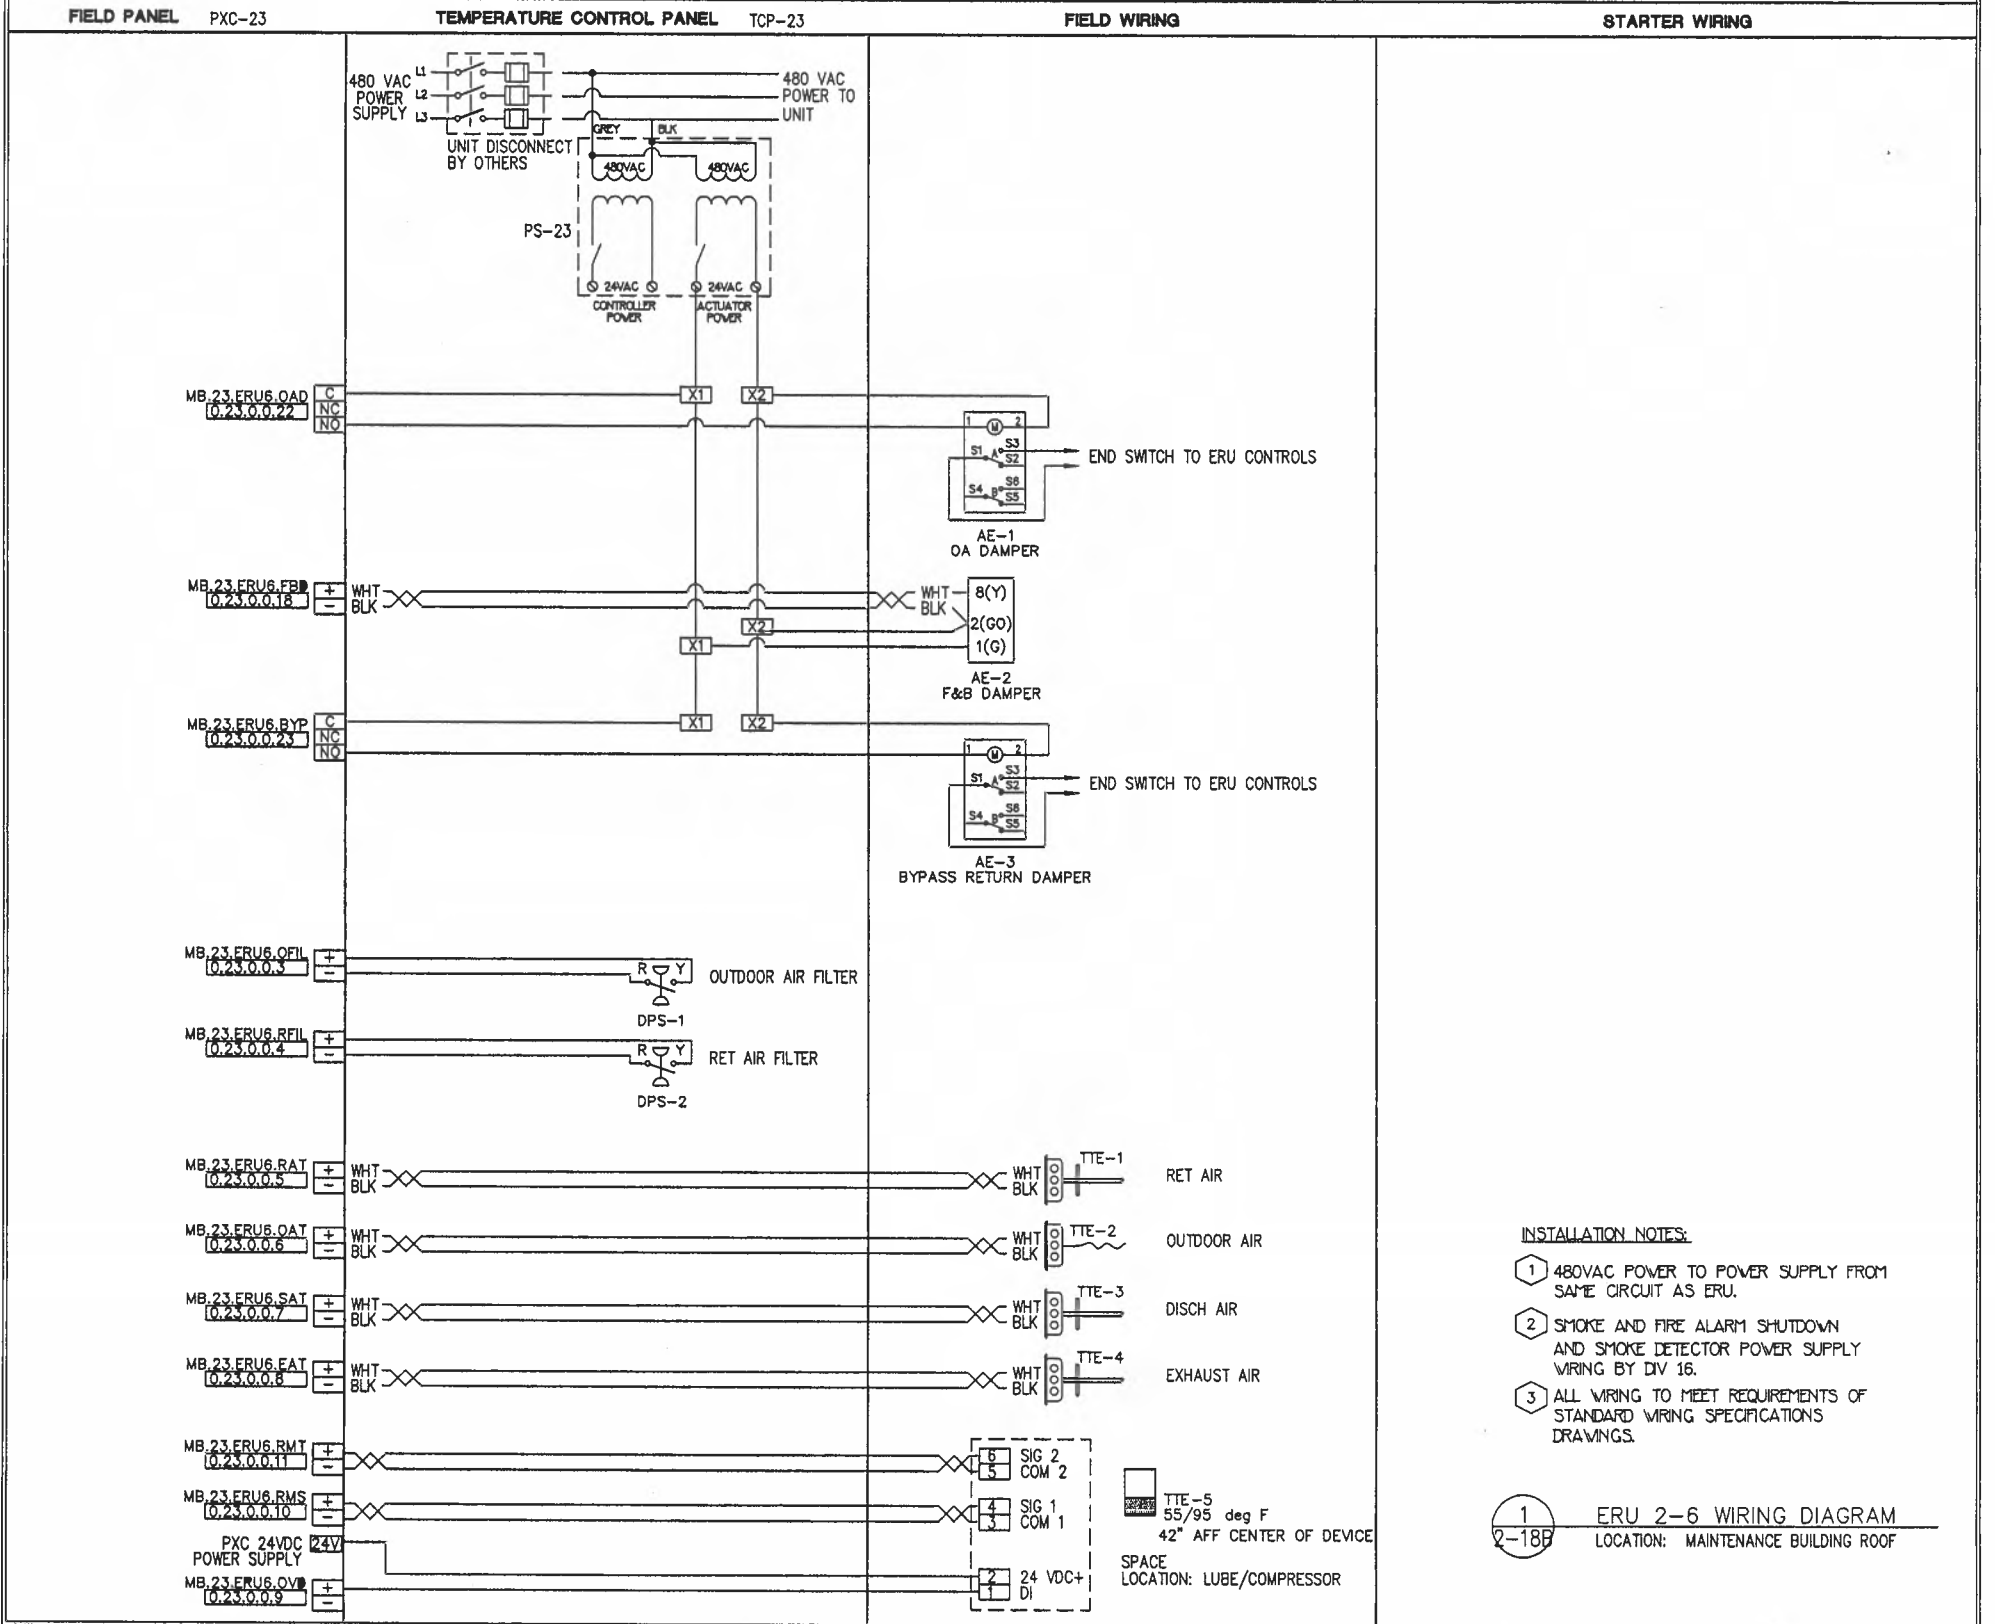 FIELD PANEL PXC-23
TEMPERATURE CONTROL PANEL TCP-23
FIELD WIRING
STARTER WIRING
480 VAC
POWER
SUPPLY
L1
L2
L3
480 VAC
POWER TO
UNIT
UNIT DISCONNECT
BY OTHERS
GREY
BLK
480VAC
480VAC
PS-23
24VAC
24VAC
CONTROLLER
POWER
ACTUATOR
POWER
MB.23.ERU6.OAD
0.23.0.0.22
C
NC
NO
X1
X2
1
M
2
S1
A
S3
S2
S4
B
S6
S5
END SWITCH TO ERU CONTROLS
AE-1
OA DAMPER
MB.23.ERU6.FBD
0.23.0.0.18
+
-
WHT
BLK
WHT
BLK
8(Y)
2(GO)
1(G)
X2
X1
AE-2
F&B DAMPER
MB.23.ERU6.BYP
0.23.0.0.23
C
NC
NO
X1
X2
1
M
2
S1
A
S3
S2
S4
B
S6
S5
END SWITCH TO ERU CONTROLS
AE-3
BYPASS RETURN DAMPER
MB.23.ERU6.OFIL
0.23.0.0.3
+
-
R
Y
OUTDOOR AIR FILTER
DPS-1
MB.23.ERU6.RFIL
0.23.0.0.4
+
-
R
Y
RET AIR FILTER
DPS-2
MB.23.ERU6.RAT
0.23.0.0.5
+
-
WHT
BLK
WHT
BLK
TTE-1
RET AIR
MB.23.ERU6.OAT
0.23.0.0.6
+
-
WHT
BLK
WHT
BLK
TTE-2
OUTDOOR AIR
MB.23.ERU6.SAT
0.23.0.0.7
+
-
WHT
BLK
WHT
BLK
TTE-3
DISCH AIR
MB.23.ERU6.EAT
0.23.0.0.8
+
-
WHT
BLK
WHT
BLK
TTE-4
EXHAUST AIR
MB.23.ERU6.RMT
0.23.0.0.11
+
-
6 SIG 2
5 COM 2
MB.23.ERU6.RMS
0.23.0.0.10
+
-
4 SIG 1
3 COM 1
PXC 24VDC
POWER SUPPLY
24V
2 24 VDC+
1 DI
MB.23.ERU6.OVD
0.23.0.0.9
+
-
TTE-5
55/95 deg F
42" AFF CENTER OF DEVICE
SPACE
LOCATION: LUBE/COMPRESSOR
INSTALLATION NOTES:
1 480VAC POWER TO POWER SUPPLY FROM
SAME CIRCUIT AS ERU.
2 SMOKE AND FIRE ALARM SHUTDOWN
AND SMOKE DETECTOR POWER SUPPLY
WIRING BY DIV 16.
3 ALL WIRING TO MEET REQUIREMENTS OF
STANDARD WIRING SPECIFICATIONS
DRAWINGS.
1
2-18B
ERU 2-6 WIRING DIAGRAM
LOCATION: MAINTENANCE BUILDING ROOF